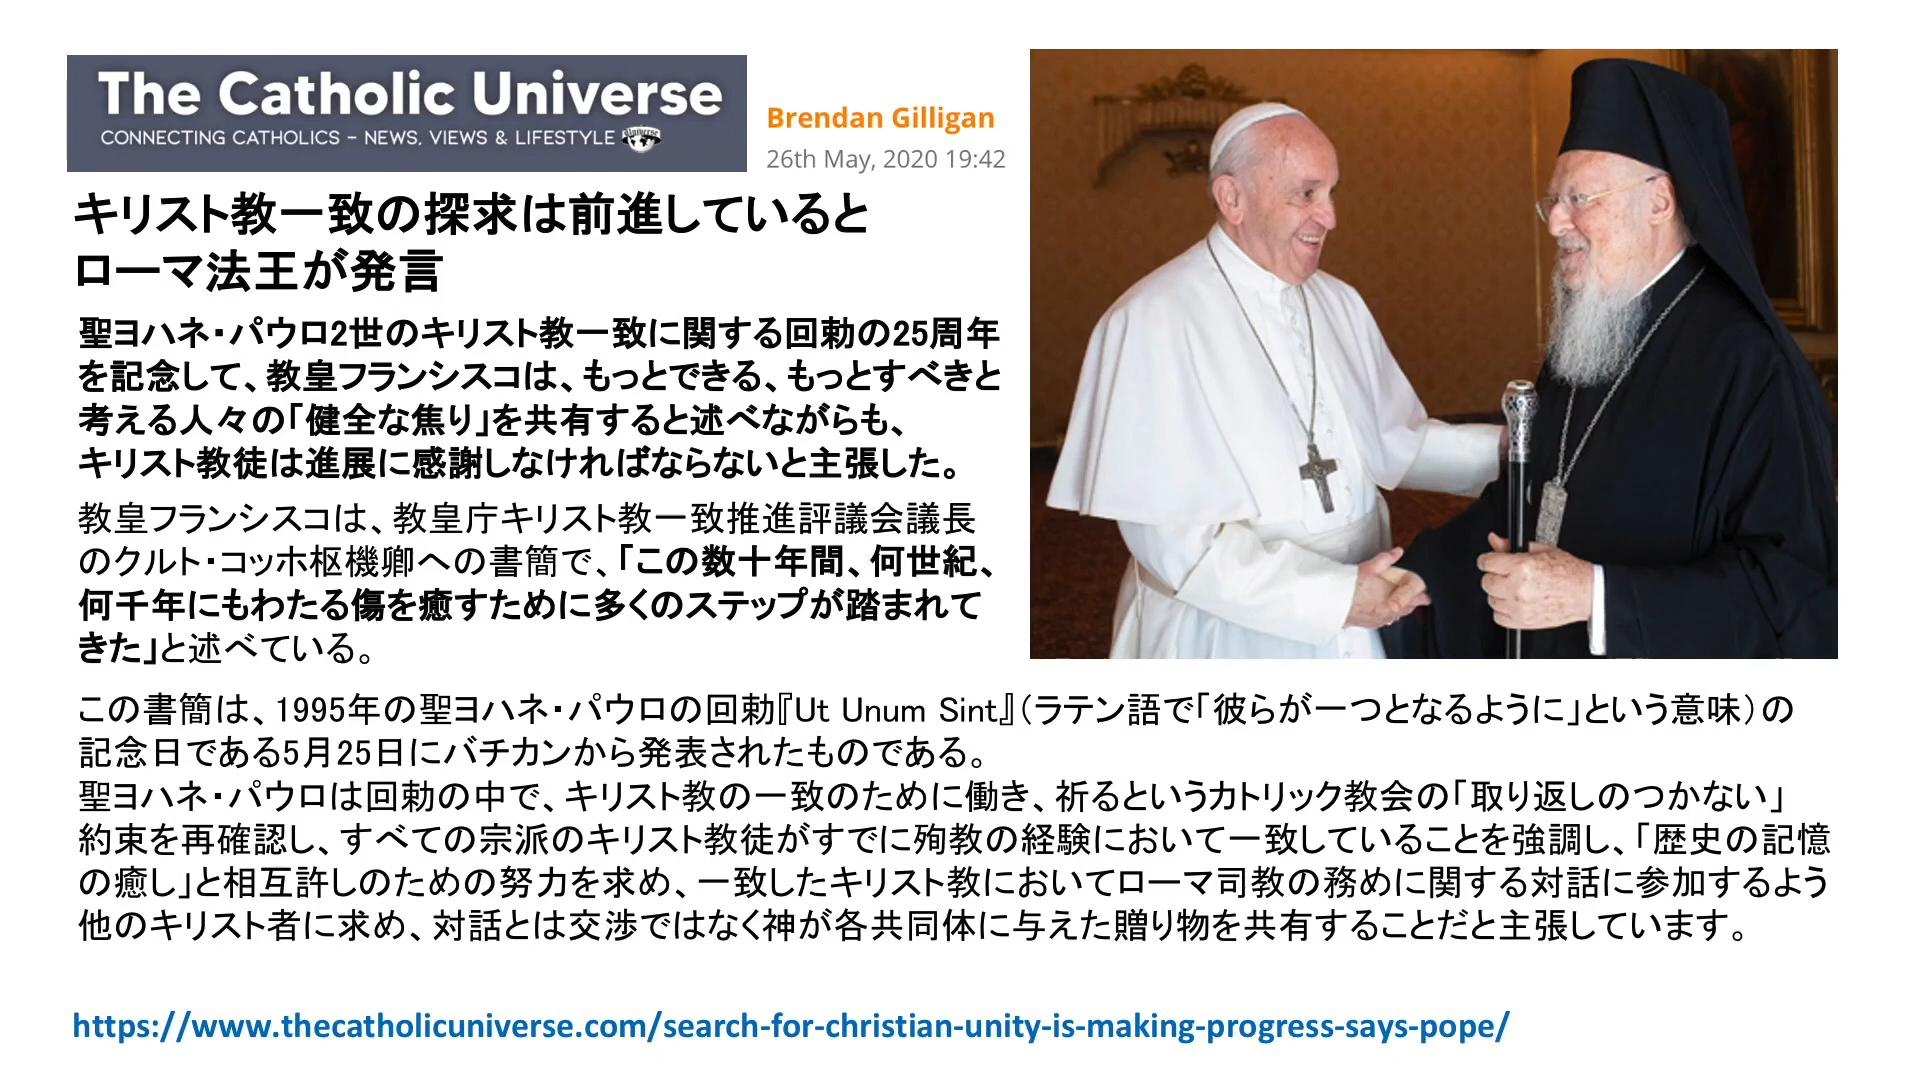 The Catholic Universe
CONNECTING CATHOLICS – NEWS, VIEWS & LIFESTYLE Universe
Brendan Gilligan
26th May, 2020 19:42
キリスト教一致の探求は前進していると
ローマ法王が発言
聖ヨハネ・パウロ2世のキリスト教一致に関する回勅の25周年
を記念して、教皇フランシスコは、もっとできる、もっとすべきと
考える人々の「健全な焦り」を共有すると述べながらも、
キリスト教徒は進展に感謝しなければならないと主張した。
教皇フランシスコは、教皇庁キリスト教一致推進評議会議長
のクルト・コッホ枢機卿への書簡で、「この数十年間、何世紀、
何千年にもわたる傷を癒すために多くのステップが踏まれて
きた」と述べている。
この書簡は、1995年の聖ヨハネ・パウロの回勅『Ut Unum Sint』（ラテン語で「彼らが一つとなるように」という意味）の
記念日である5月25日にバチカンから発表されたものである。
聖ヨハネ・パウロは回勅の中で、キリスト教の一致のために働き、祈るというカトリック教会の「取り返しのつかない」
約束を再確認し、すべての宗派のキリスト教徒がすでに殉教の経験において一致していることを強調し、「歴史の記憶
の癒し」と相互許しのための努力を求め、一致したキリスト教においてローマ司教の務めに関する対話に参加するよう
他のキリスト者に求め、対話とは交渉ではなく神が各共同体に与えた贈り物を共有することだと主張しています。
https://www.thecatholicuniverse.com/search-for-christian-unity-is-making-progress-says-pope/